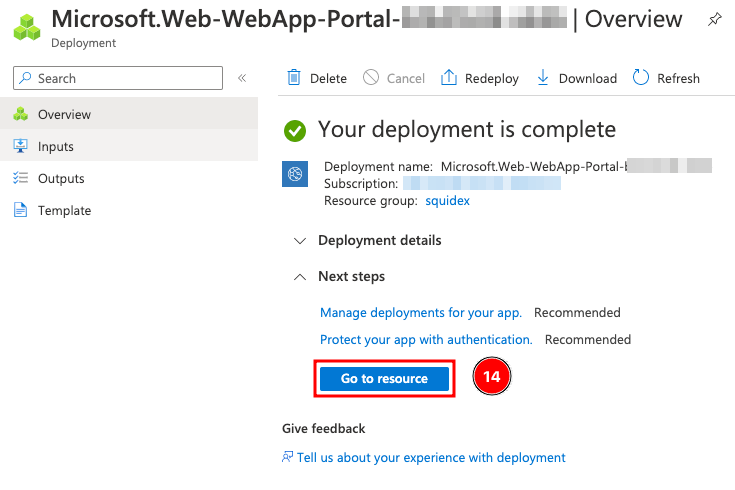 Microsoft.Web-WebApp-Portal- | Overview
Deployment
Search
«
Delete Cancel Redeploy Download Refresh
Overview
Inputs
Outputs
Template
Your deployment is complete
Deployment name: Microsoft.Web-WebApp-Portal-
Subscription:
Resource group: squidex
Deployment details
Next steps
Manage deployments for your app. Recommended
Protect your app with authentication. Recommended
Go to resource 14
Give feedback
Tell us about your experience with deployment